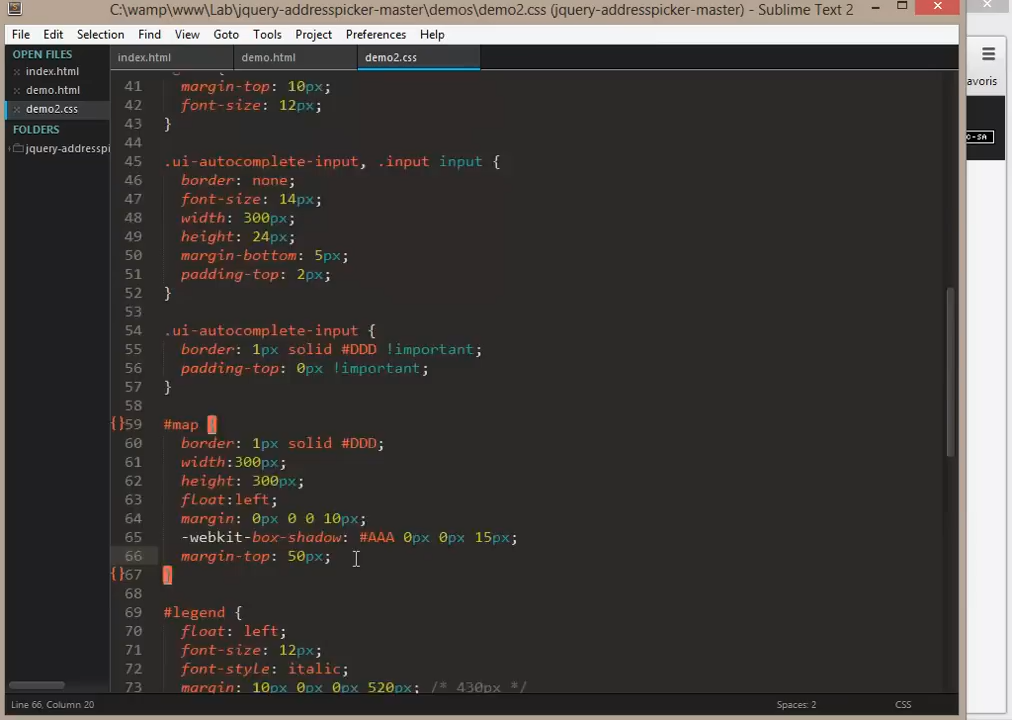 C:\wamp\www\Lab\jquery-addresspicker-master\demos\demo2.css (jquery-addresspicker-master) - Sublime Text 2
File Edit Selection Find View Goto Tools Project Preferences Help
OPEN FILES
index.html
demo.html
demo2.css
FOLDERS
jquery-addresspi
index.html demo.html demo2.css
41 margin-top: 10px;
42 font-size: 12px;
43 }
44
45 .ui-autocomplete-input, .input input {
46 border: none;
47 font-size: 14px;
48 width: 300px;
49 height: 24px;
50 margin-bottom: 5px;
51 padding-top: 2px;
52 }
53
54 .ui-autocomplete-input {
55 border: 1px solid #DDD !important;
56 padding-top: 0px !important;
57 }
58
{}59 #map {
60 border: 1px solid #DDD;
61 width:300px;
62 height: 300px;
63 float:left;
64 margin: 0px 0 0 10px;
65 -webkit-box-shadow: #AAA 0px 0px 15px;
66 margin-top: 50px;
{}67 }
68
69 #legend {
70 float: left;
71 font-size: 12px;
72 font-style: italic;
73 margin: 10px 0px 0px 520px; /* 430px */
Line 66, Column 20 Spaces: 2 CSS
avoris